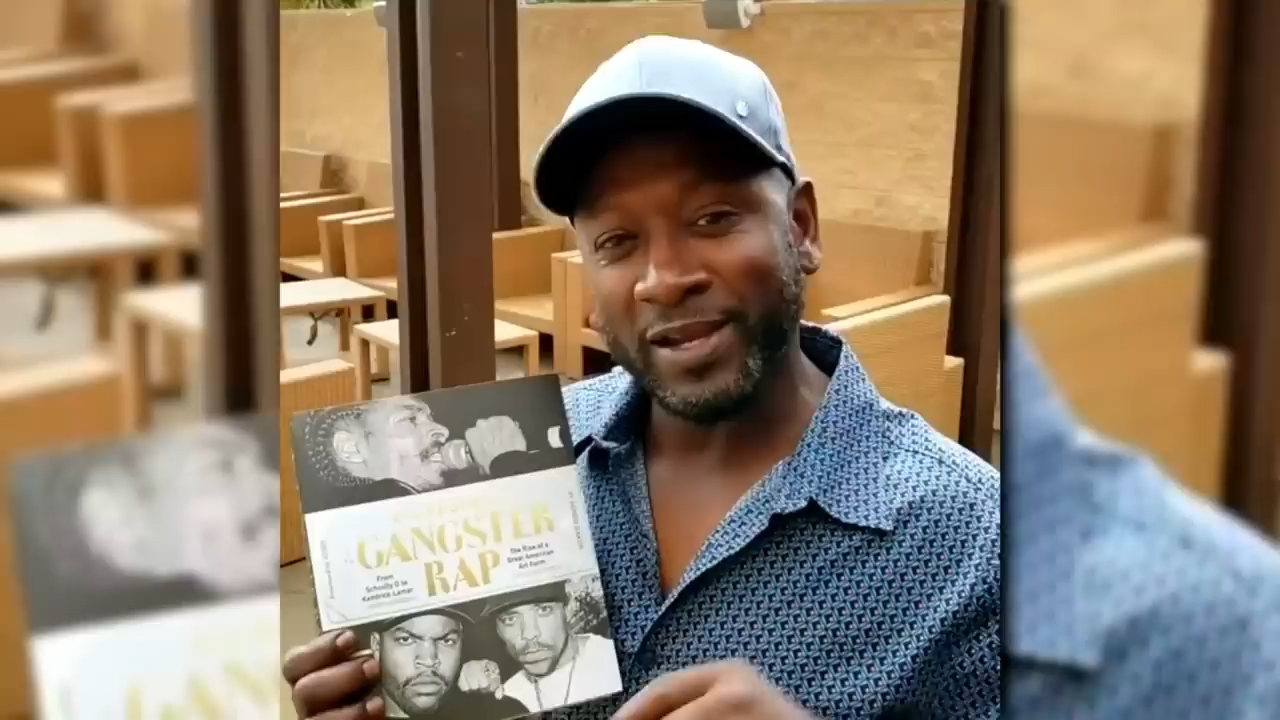 GANGSTER
RAP
From
Schoolly D to
Kendrick Lamar
The Rise of a
Great American
Art Form